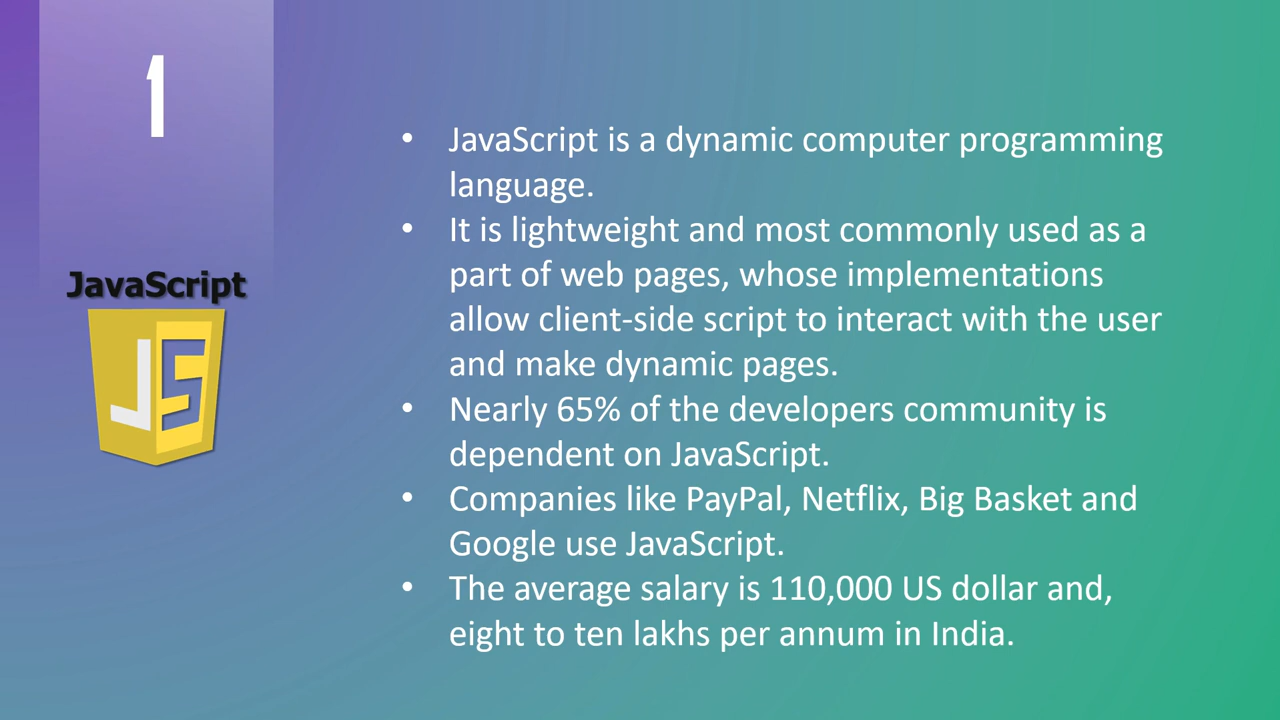 1
JavaScript
JS
• JavaScript is a dynamic computer programming
language.
• It is lightweight and most commonly used as a
part of web pages, whose implementations
allow client-side script to interact with the user
and make dynamic pages.
• Nearly 65% of the developers community is
dependent on JavaScript.
• Companies like PayPal, Netflix, Big Basket and
Google use JavaScript.
• The average salary is 110,000 US dollar and,
eight to ten lakhs per annum in India.